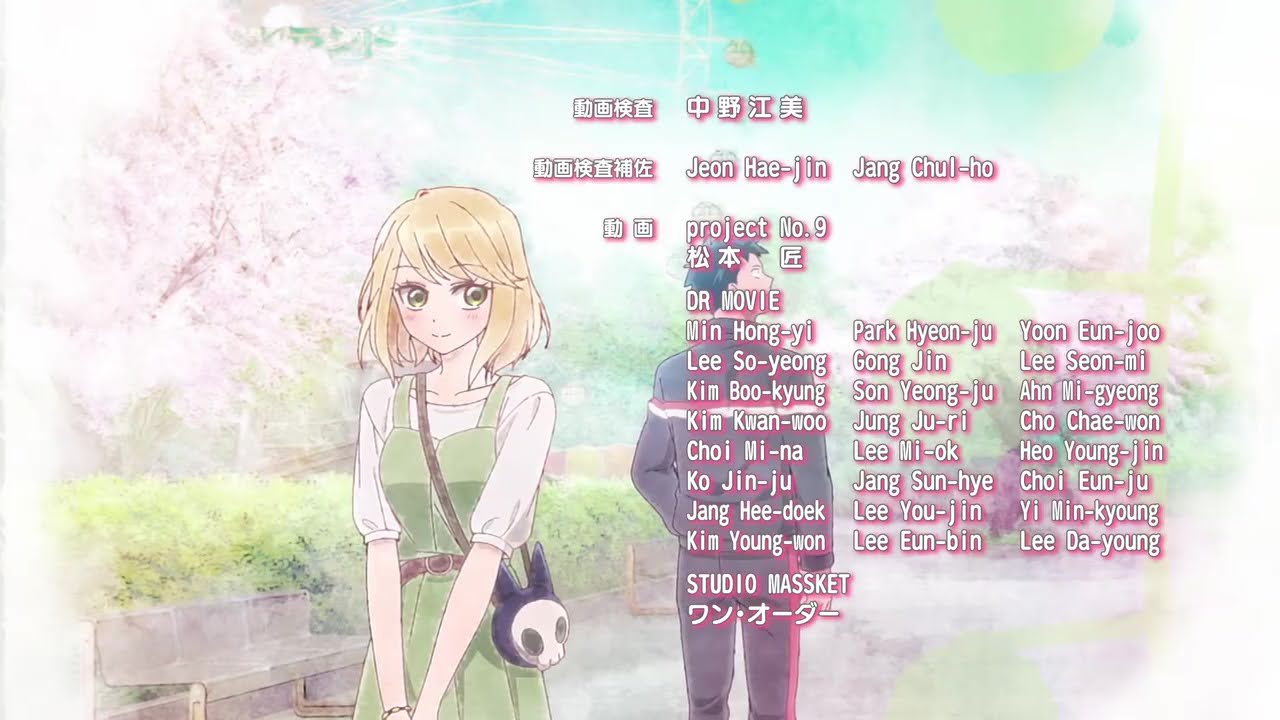 動画検査 中野江美
動画検査補佐 Jeon Hae-jin Jang Chul-ho
動画 project No.9
松本 匠
DR MOVIE
Min Hong-yi Park Hyeon-ju Yoon Eun-joo
Lee So-yeong Gong Jin Lee Seon-mi
Kim Boo-kyung Son Yeong-ju Ahn Mi-gyeong
Kim Kwan-woo Jung Ju-ri Cho Chae-won
Choi Mi-na Lee Mi-ok Heo Young-jin
Ko Jin-ju Jang Sun-hye Choi Eun-ju
Jang Hee-doek Lee You-jin Yi Min-kyoung
Kim Young-won Lee Eun-bin Lee Da-young
STUDIO MASSKET
ワン・オーダー